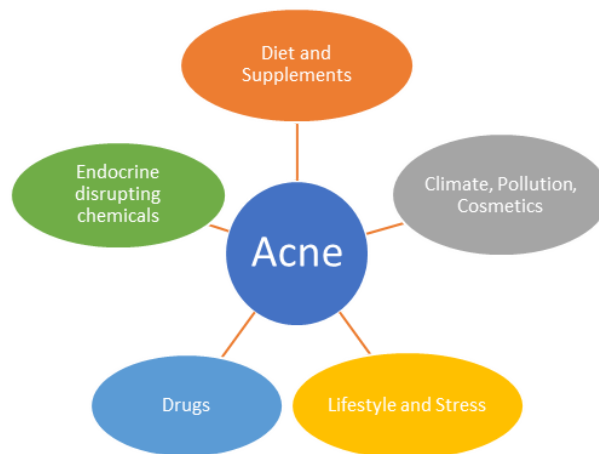 Diet and
Supplements
Endocrine
disrupting
chemicals
Climate, Pollution,
Cosmetics
Acne
Drugs
Lifestyle and Stress